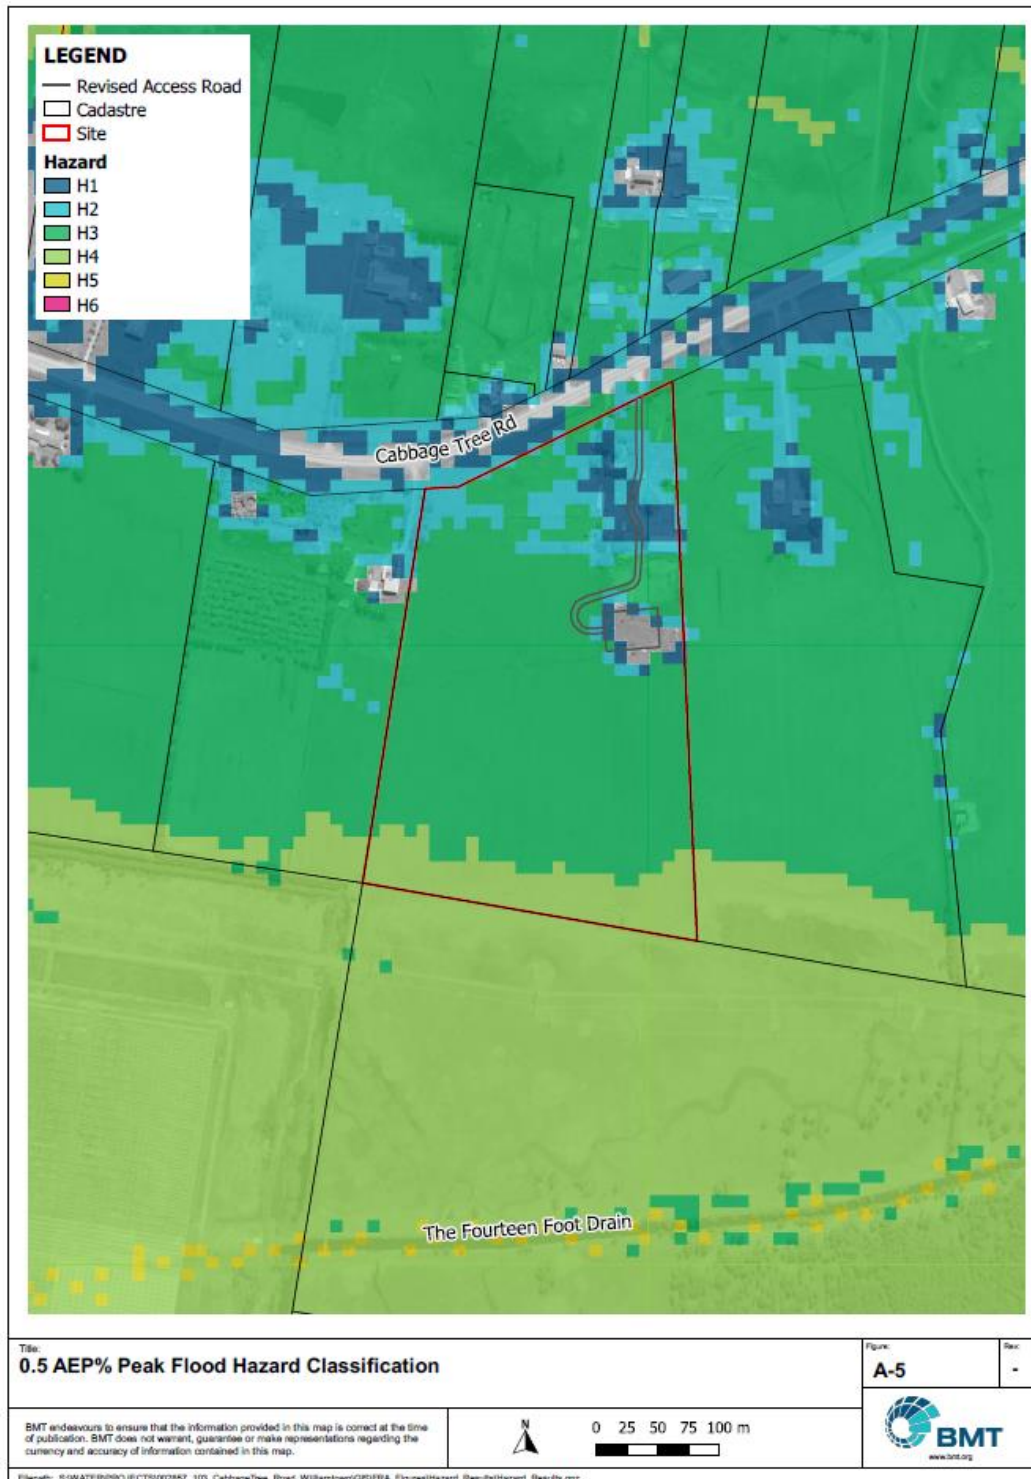 LEGEND
Revised Access Road
Cadastre
Site
Hazard
H1
H2
H3
H4
H5
H6
Cabbage Tree Rd
The Fourteen Foot Drain
Title:
0.5 AEP% Peak Flood Hazard Classification
Figure:
A-5
Rev:
-
BMT endeavours to ensure that the information provided in this map is correct at the time
of publication. BMT does not warrant, guarantee or make representations regarding the
currency and accuracy of information contained in this map.
N
0 25 50 75 100 m
BMT
www.bmt.org